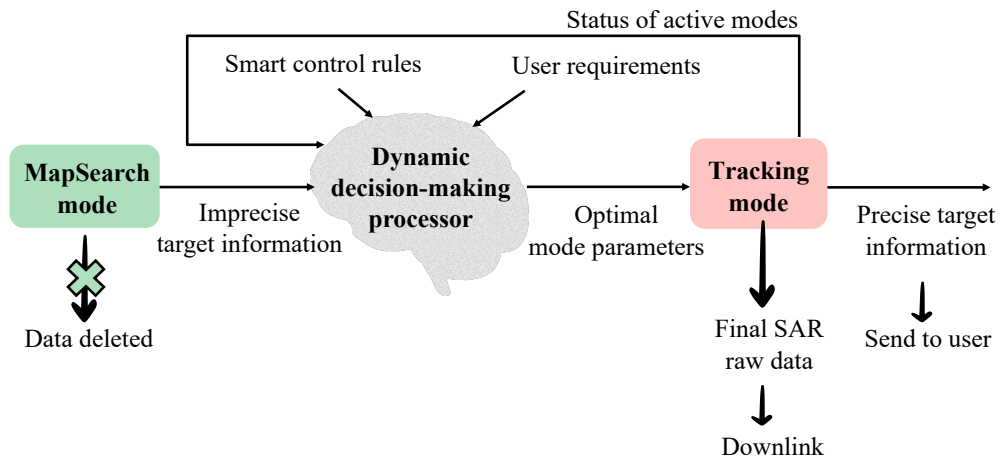 Status of active modes
Smart control rules
User requirements
MapSearch
mode
Imprecise
target information
Dynamic
decision-making
processor
Optimal
mode parameters
Tracking
mode
Precise target
information
Data deleted
Final SAR
raw data
Send to user
Downlink